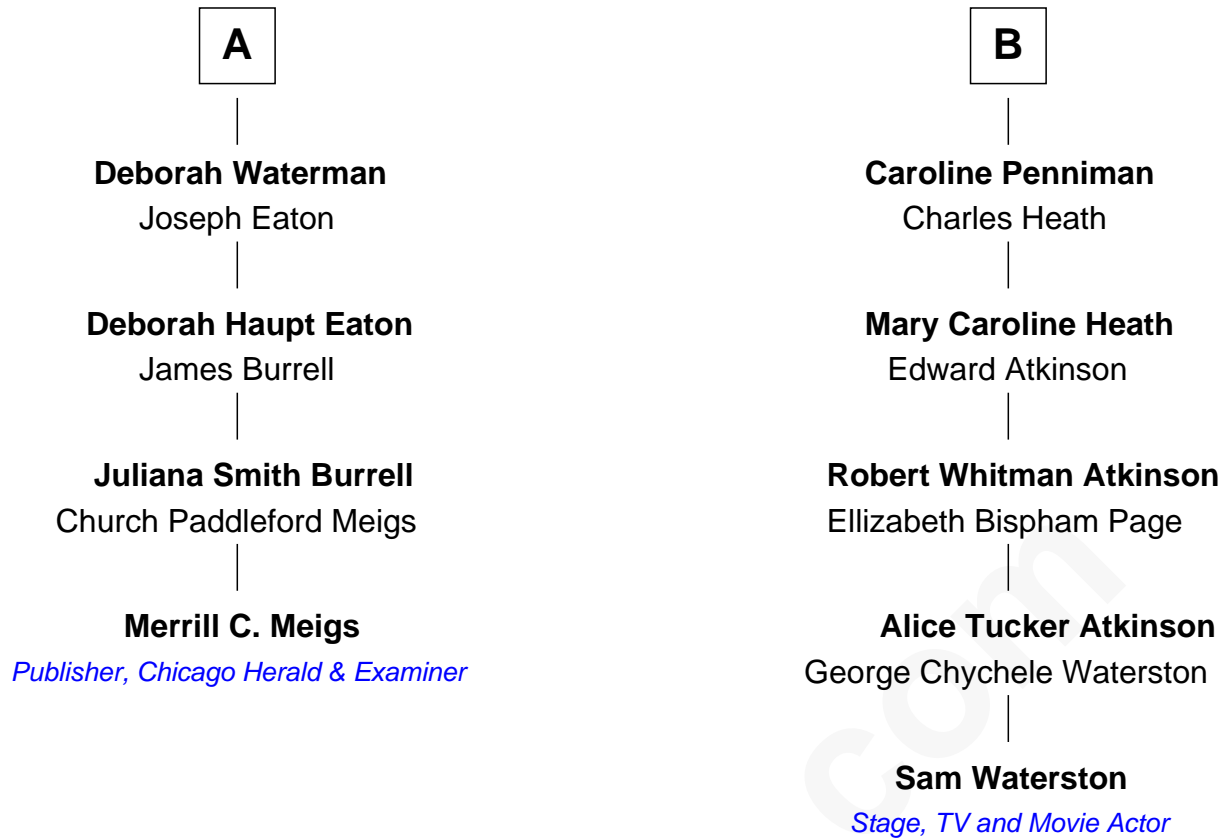 A
Deborah Waterman
Joseph Eaton
Deborah Haupt Eaton
James Burrell
Juliana Smith Burrell
Church Paddleford Meigs
Merrill C. Meigs
Publisher, Chicago Herald & Examiner
B
Caroline Penniman
Charles Heath
Mary Caroline Heath
Edward Atkinson
Robert Whitman Atkinson
Ellizabeth Bispham Page
Alice Tucker Atkinson
George Chychele Waterston
Sam Waterston
Stage, TV and Movie Actor
com